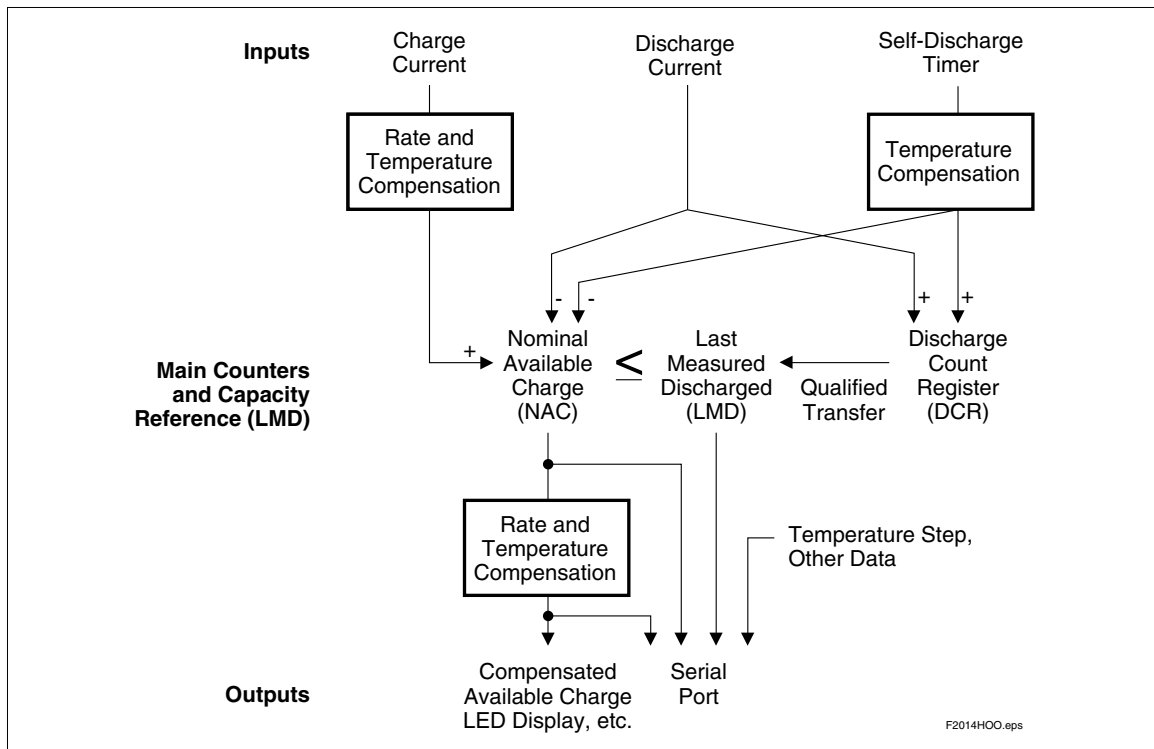 Inputs
Charge
Current
Discharge
Current
Self-Discharge
Timer
Rate and
Temperature
Compensation
Temperature
Compensation
- - + +
+
Main Counters
and Capacity
Reference (LMD)
Nominal
Available
Charge
(NAC)
≤
Last
Measured
Discharged
(LMD)
Qualified
Transfer
Discharge
Count
Register
(DCR)
Rate and
Temperature
Compensation
Temperature Step,
Other Data
Outputs
Compensated
Available Charge
LED Display, etc.
Serial
Port
F2014HOO.eps